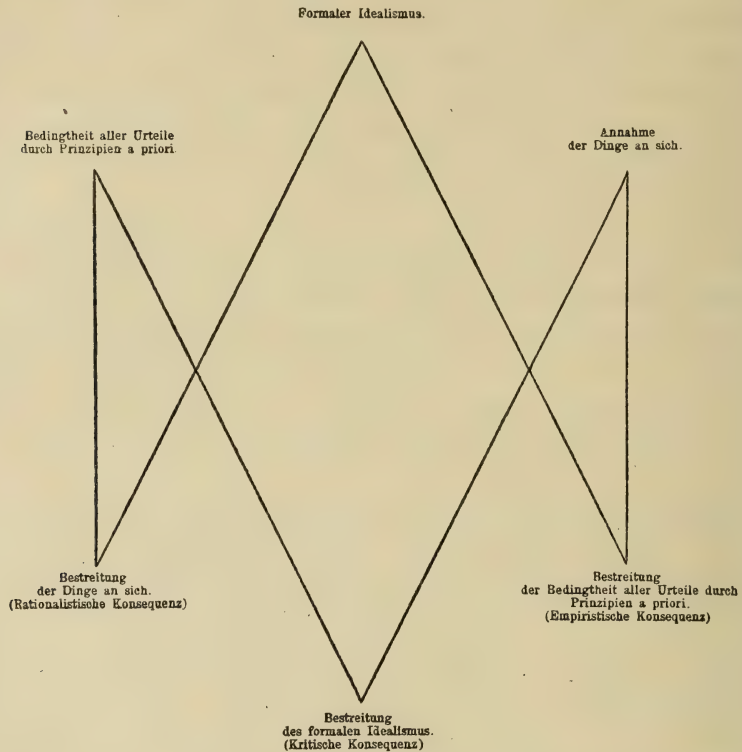 Formaler Idealismus.
Bedingtheit aller Urteile
durch Prinzipien a priori.
Annahme
der Dinge an sich.
Bestreitung
der Dinge an sich.
(Rationalistische Konsequenz)
Bestreitung
der Bedingtheit aller Urteile durch
Prinzipien a priori.
(Empiristische Konsequenz)
Bestreitung
des formalen Idealismus.
(Kritische Konsequenz)